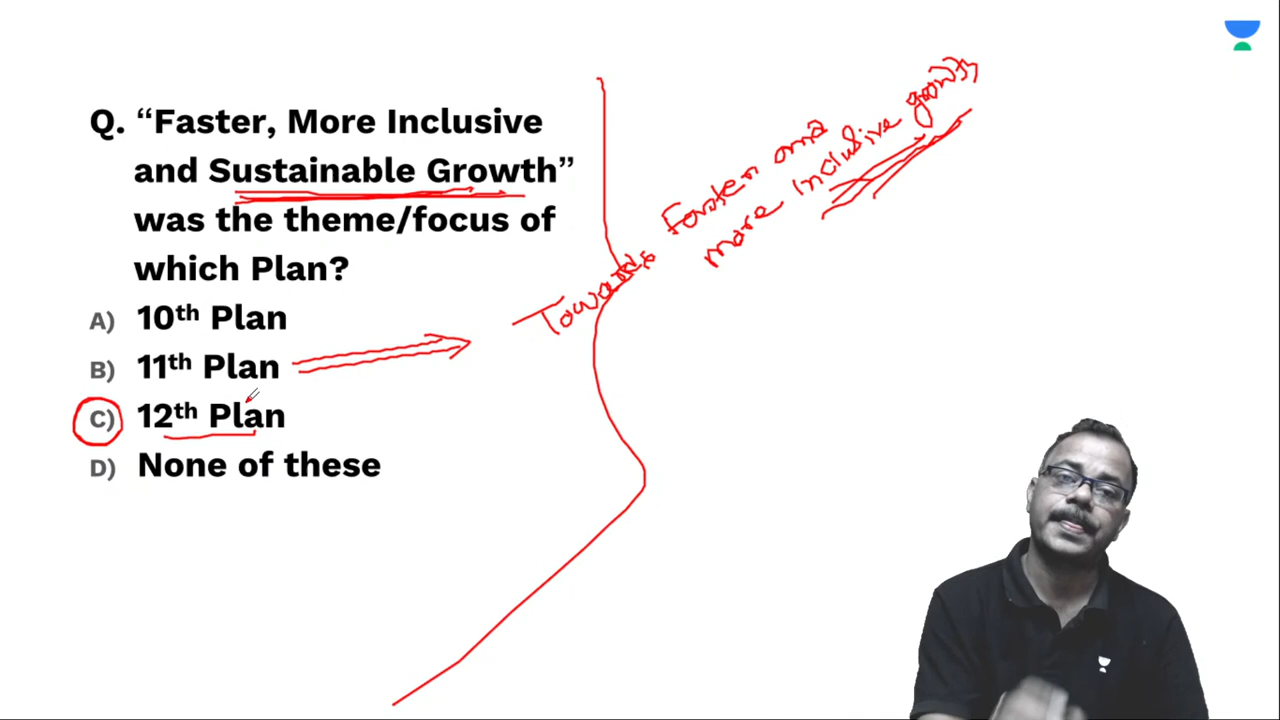 Q. “Faster, More Inclusive
and Sustainable Growth”
was the theme/focus of
which Plan?
A) 10th Plan
B) 11th Plan
C) 12th Plan
D) None of these
Towards Faster and
more inclusive growth